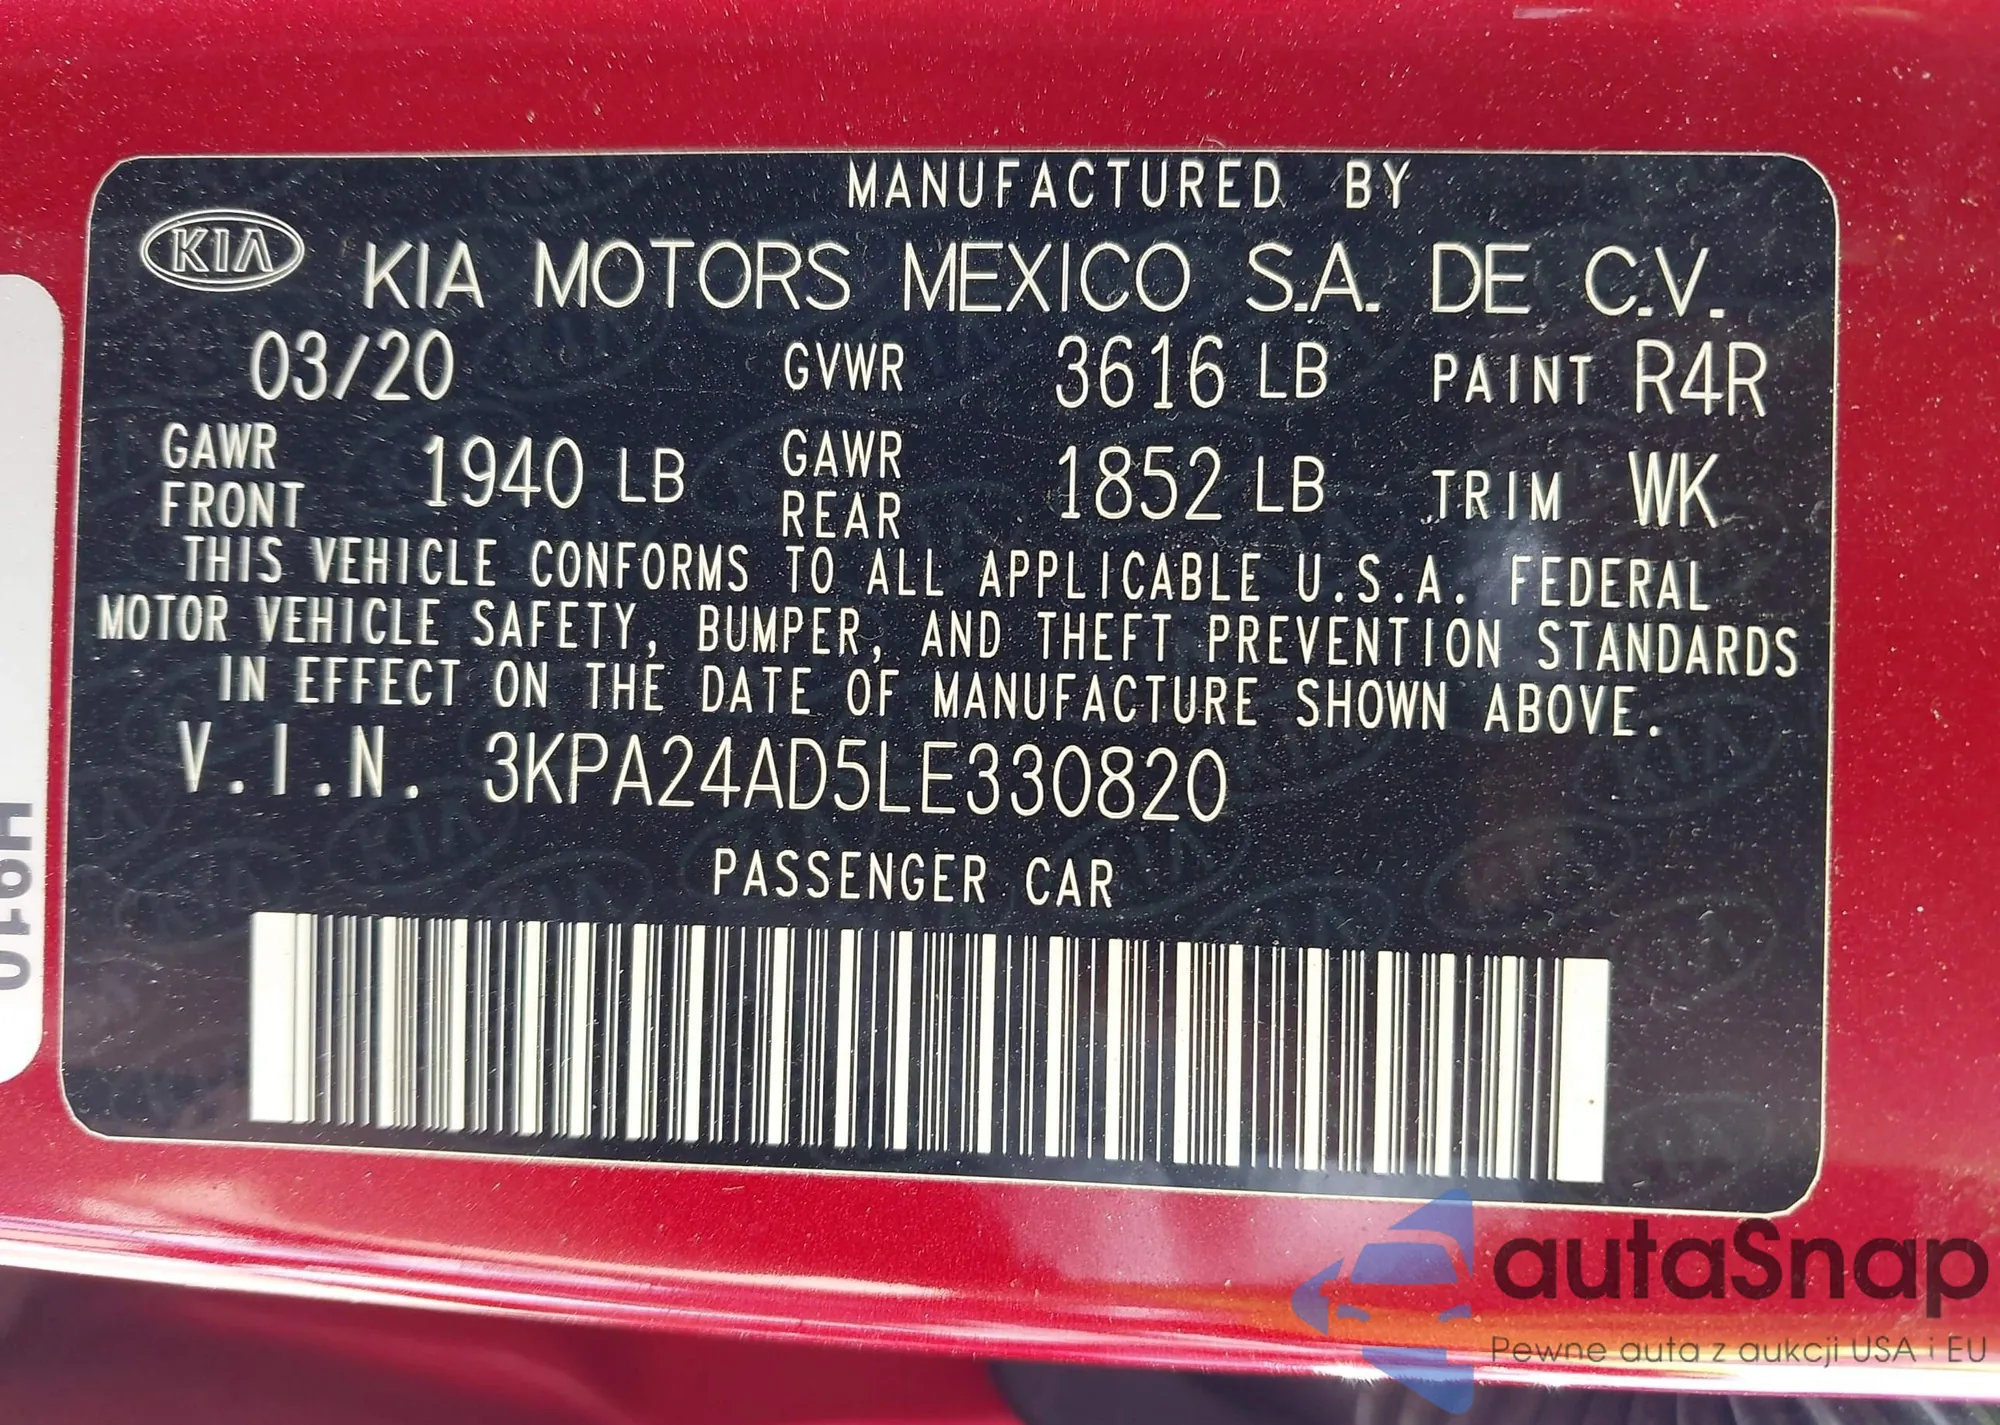 MANUFACTURED BY
KIA KIA MOTORS MEXICO S.A. DE C.V.
03/20 GVWR 3616 LB PAINT R4R
GAWR FRONT 1940 LB GAWR REAR 1852 LB TRIM WK
THIS VEHICLE CONFORMS TO ALL APPLICABLE U.S.A. FEDERAL
MOTOR VEHICLE SAFETY, BUMPER, AND THEFT PREVENTION STANDARDS
IN EFFECT ON THE DATE OF MANUFACTURE SHOWN ABOVE.
V.I.N. 3KPA24AD5LE330820
PASSENGER CAR
autaSnap
Pewne auta z aukcji USA i EU